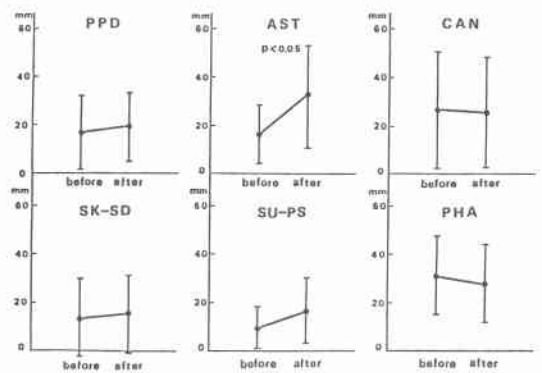 mm PPD
60
40
20
0
before after
mm AST
60
p<0.05
40
20
0
before after
mm CAN
60
40
20
0
before after
mm SK-SD
60
40
20
0
before after
mm SU-PS
60
40
20
0
before after
mm PHA
60
40
20
0
before after